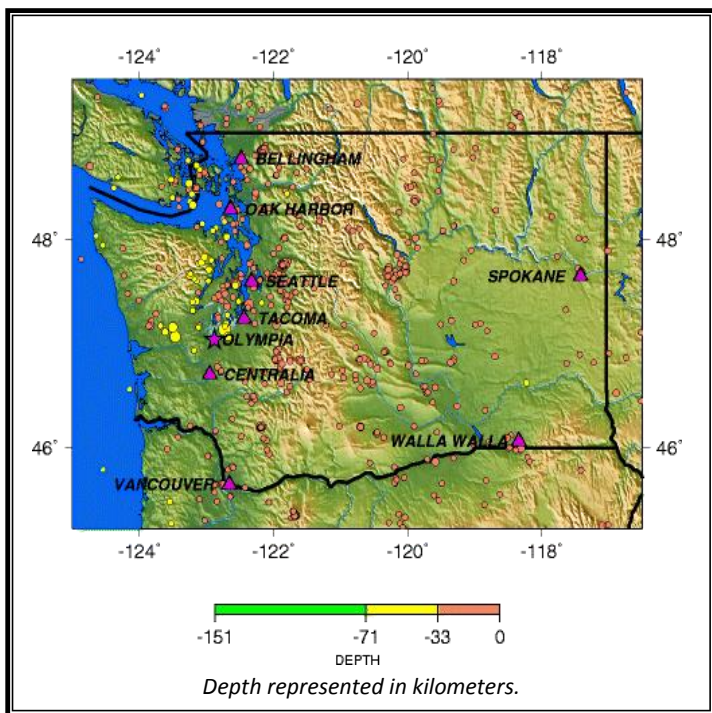 -124° -122° -120° -118°
BELLINGHAM
OAK HARBOR
48° 48°
SPOKANE
SEATTLE
TACOMA
OLYMPIA
CENTRALIA
46° WALLA WALLA 46°
VANCOUVER
-124° -122° -120° -118°
-151 -71 -33 0
DEPTH
Depth represented in kilometers.